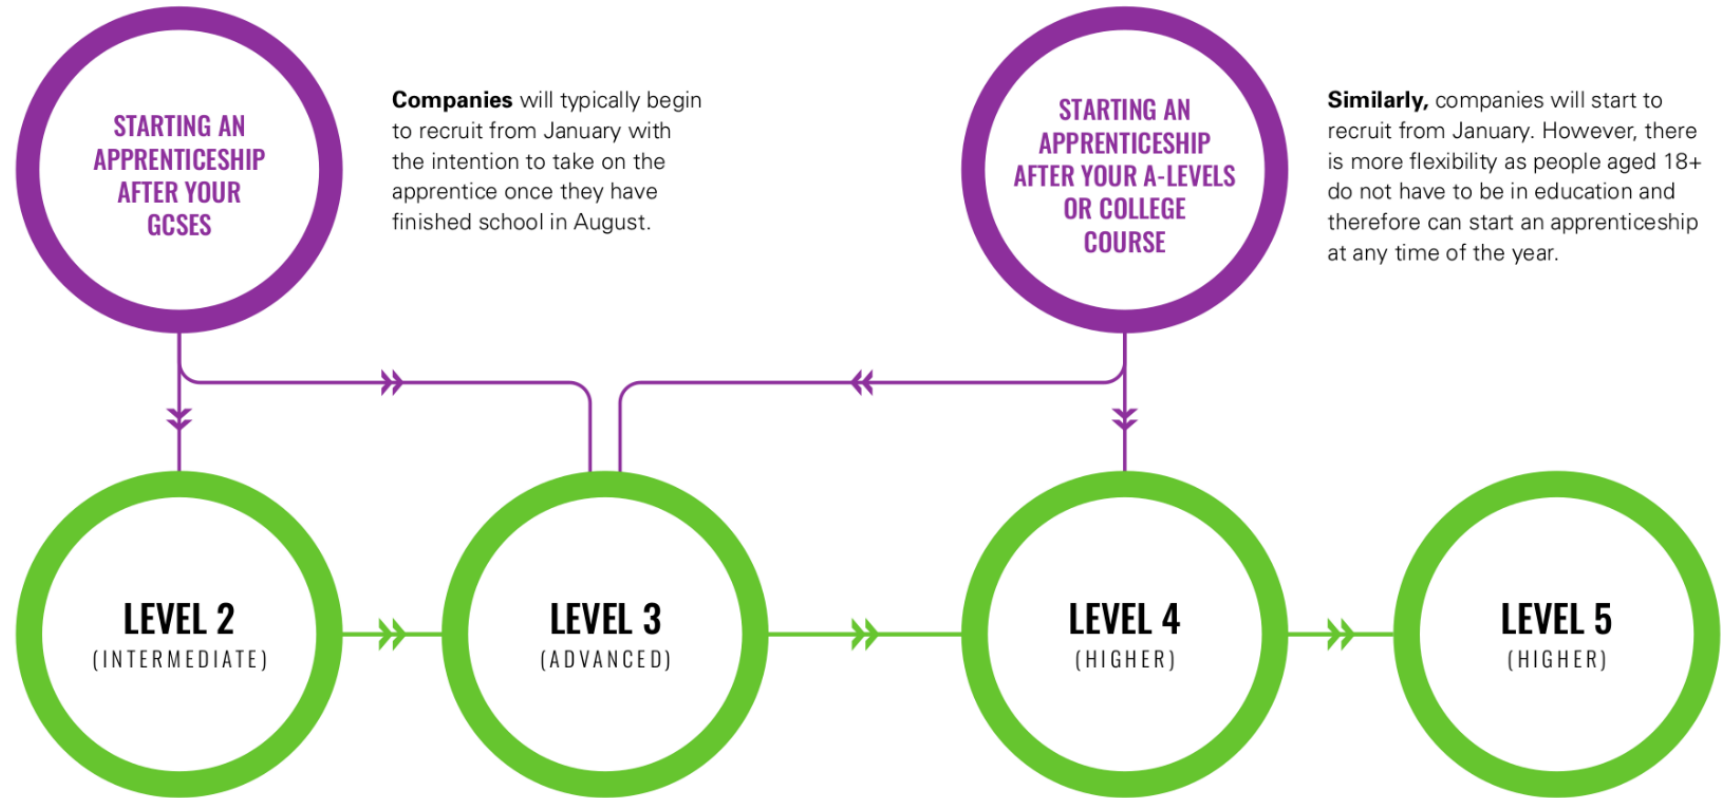 STARTING AN
APPRENTICESHIP
AFTER YOUR
GCSES
Companies will typically begin
to recruit from January with
the intention to take on the
apprentice once they have
finished school in August.
STARTING AN
APPRENTICESHIP
AFTER YOUR A-LEVELS
OR COLLEGE
COURSE
Similarly, companies will start to
recruit from January. However, there
is more flexibility as people aged 18+
do not have to be in education and
therefore can start an apprenticeship
at any time of the year.
LEVEL 2
(INTERMEDIATE)
LEVEL 3
(ADVANCED)
LEVEL 4
(HIGHER)
LEVEL 5
(HIGHER)